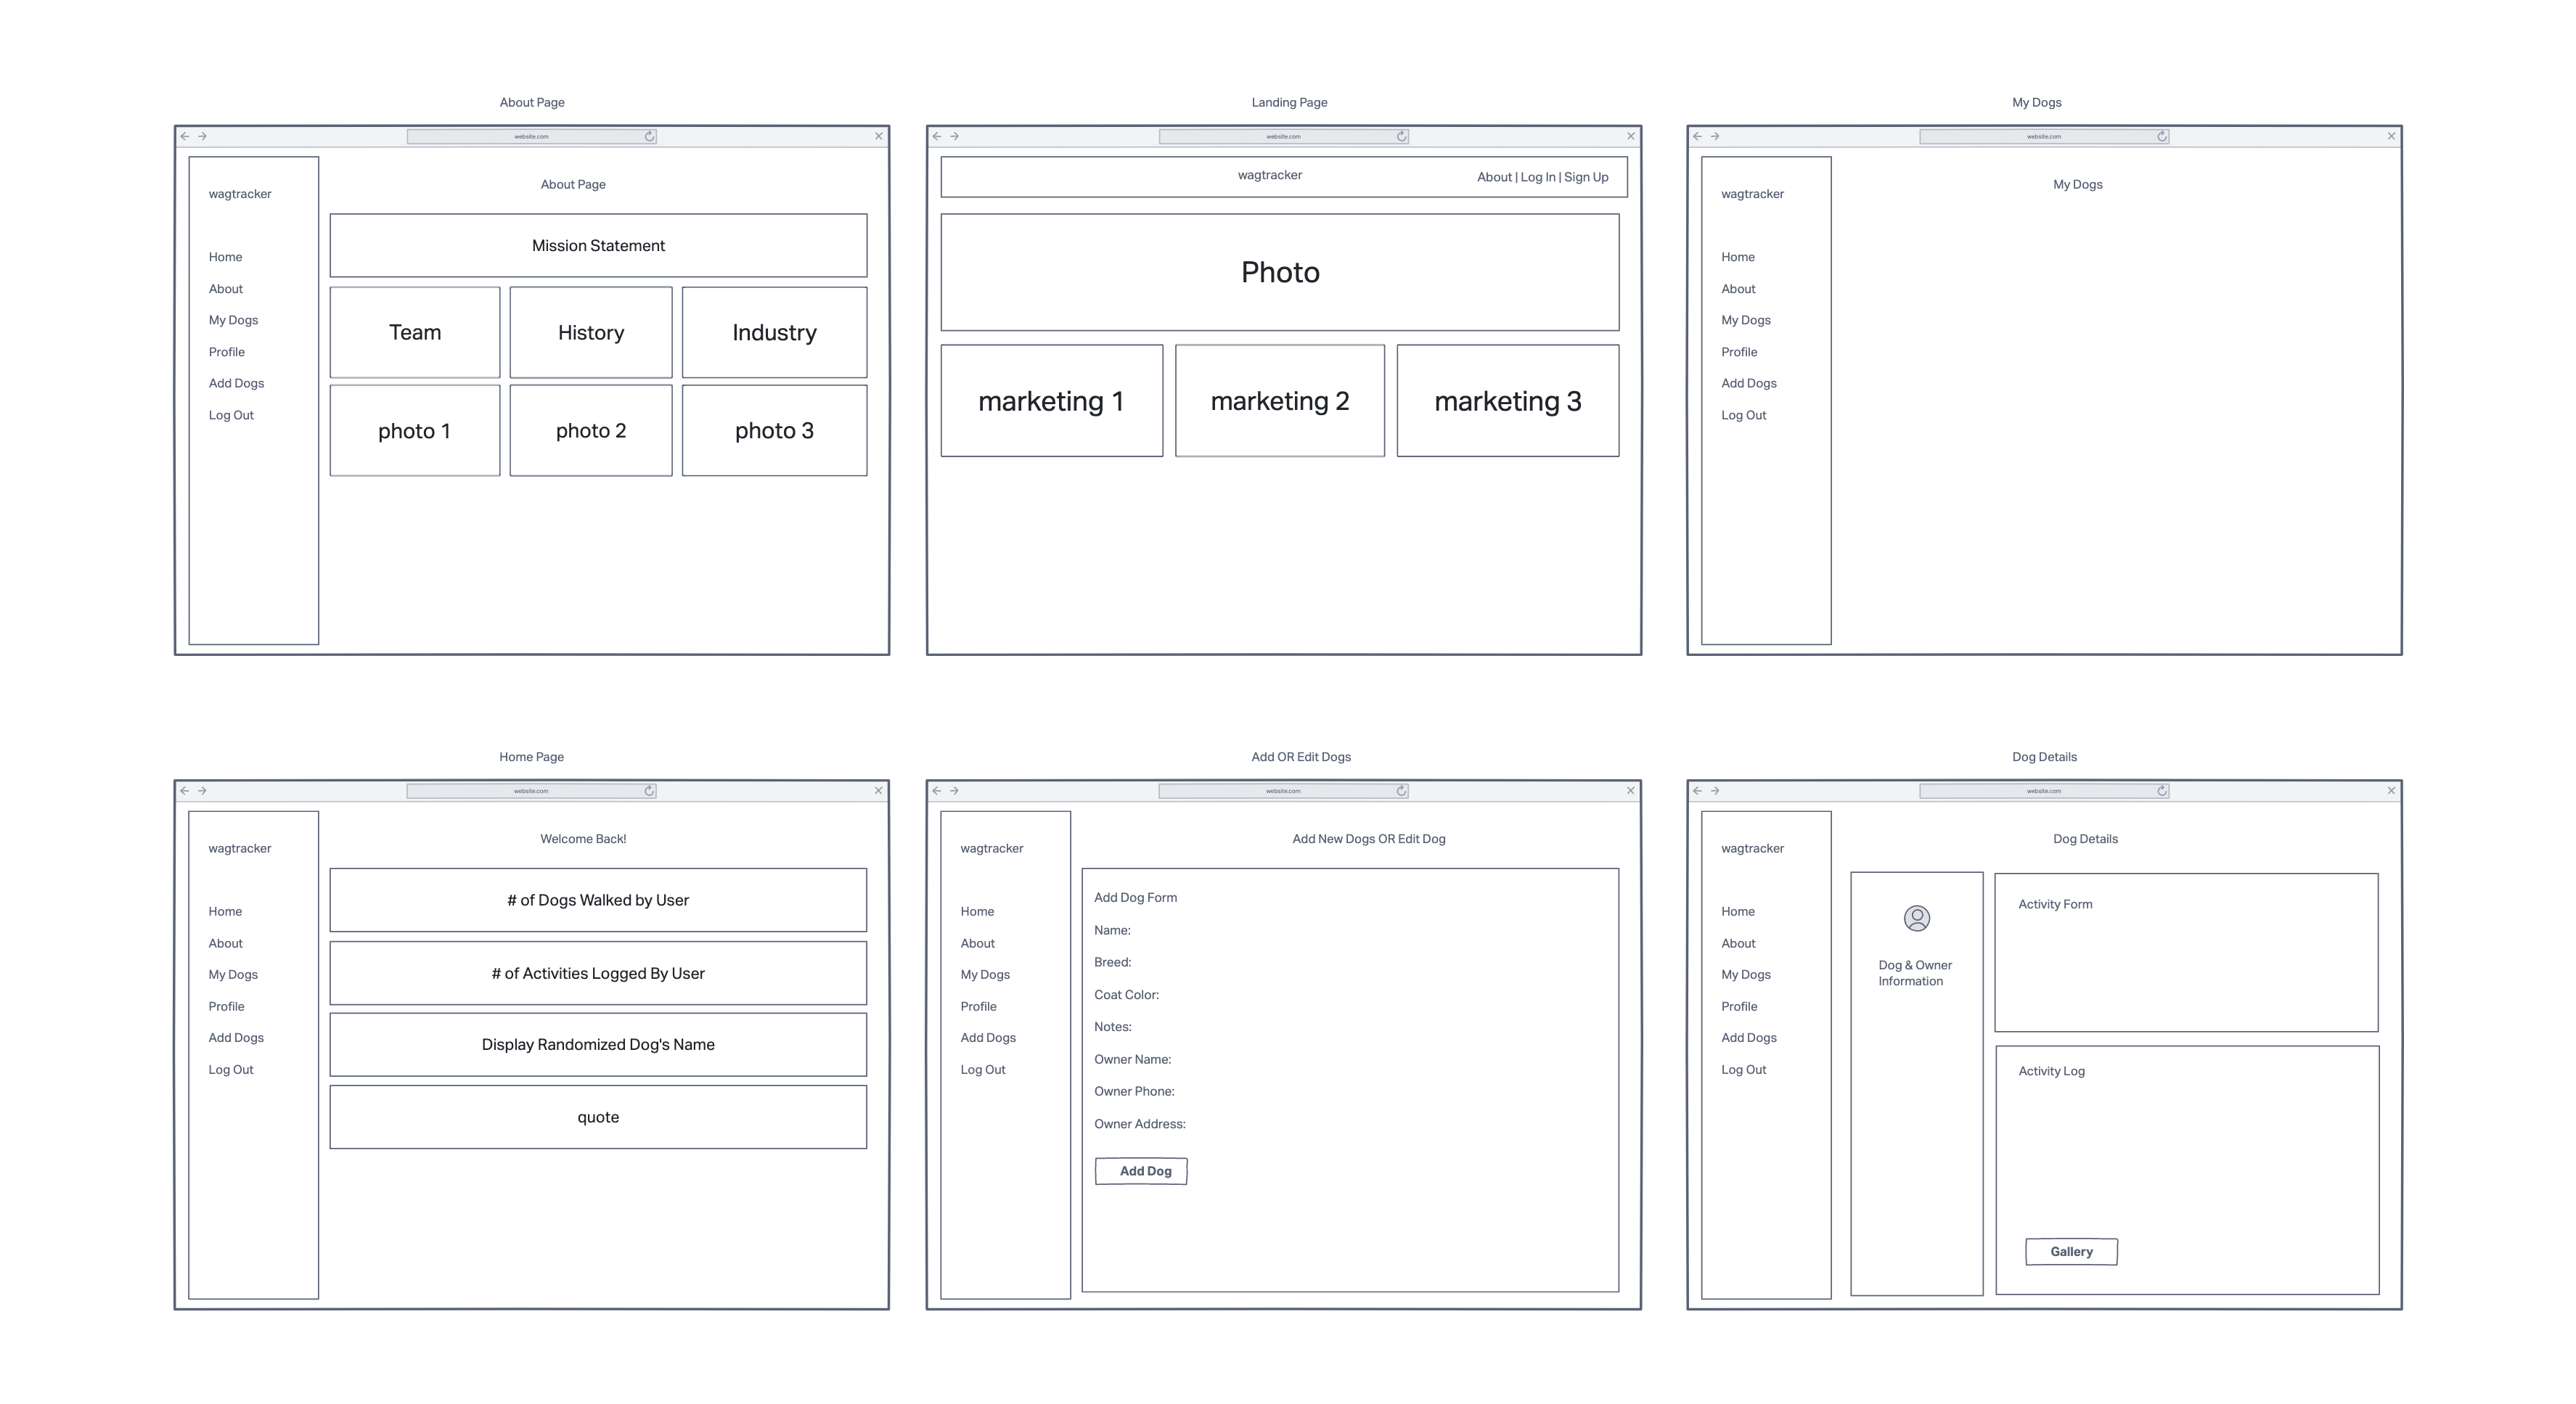 About Page
website.com
wagtracker
Home
About
My Dogs
Profile
Add Dogs
Log Out
About Page
Mission Statement
Team
History
Industry
photo 1
photo 2
photo 3
Landing Page
website.com
wagtracker
About | Log In | Sign Up
Photo
marketing 1
marketing 2
marketing 3
My Dogs
website.com
wagtracker
Home
About
My Dogs
Profile
Add Dogs
Log Out
My Dogs
Home Page
website.com
wagtracker
Home
About
My Dogs
Profile
Add Dogs
Log Out
Welcome Back!
# of Dogs Walked by User
# of Activities Logged By User
Display Randomized Dog's Name
quote
Add OR Edit Dogs
website.com
wagtracker
Home
About
My Dogs
Profile
Add Dogs
Log Out
Add New Dogs OR Edit Dog
Add Dog Form
Name:
Breed:
Coat Color:
Notes:
Owner Name:
Owner Phone:
Owner Address:
Add Dog
Dog Details
website.com
wagtracker
Home
About
My Dogs
Profile
Add Dogs
Log Out
Dog Details
Dog & Owner
Information
Activity Form
Activity Log
Gallery